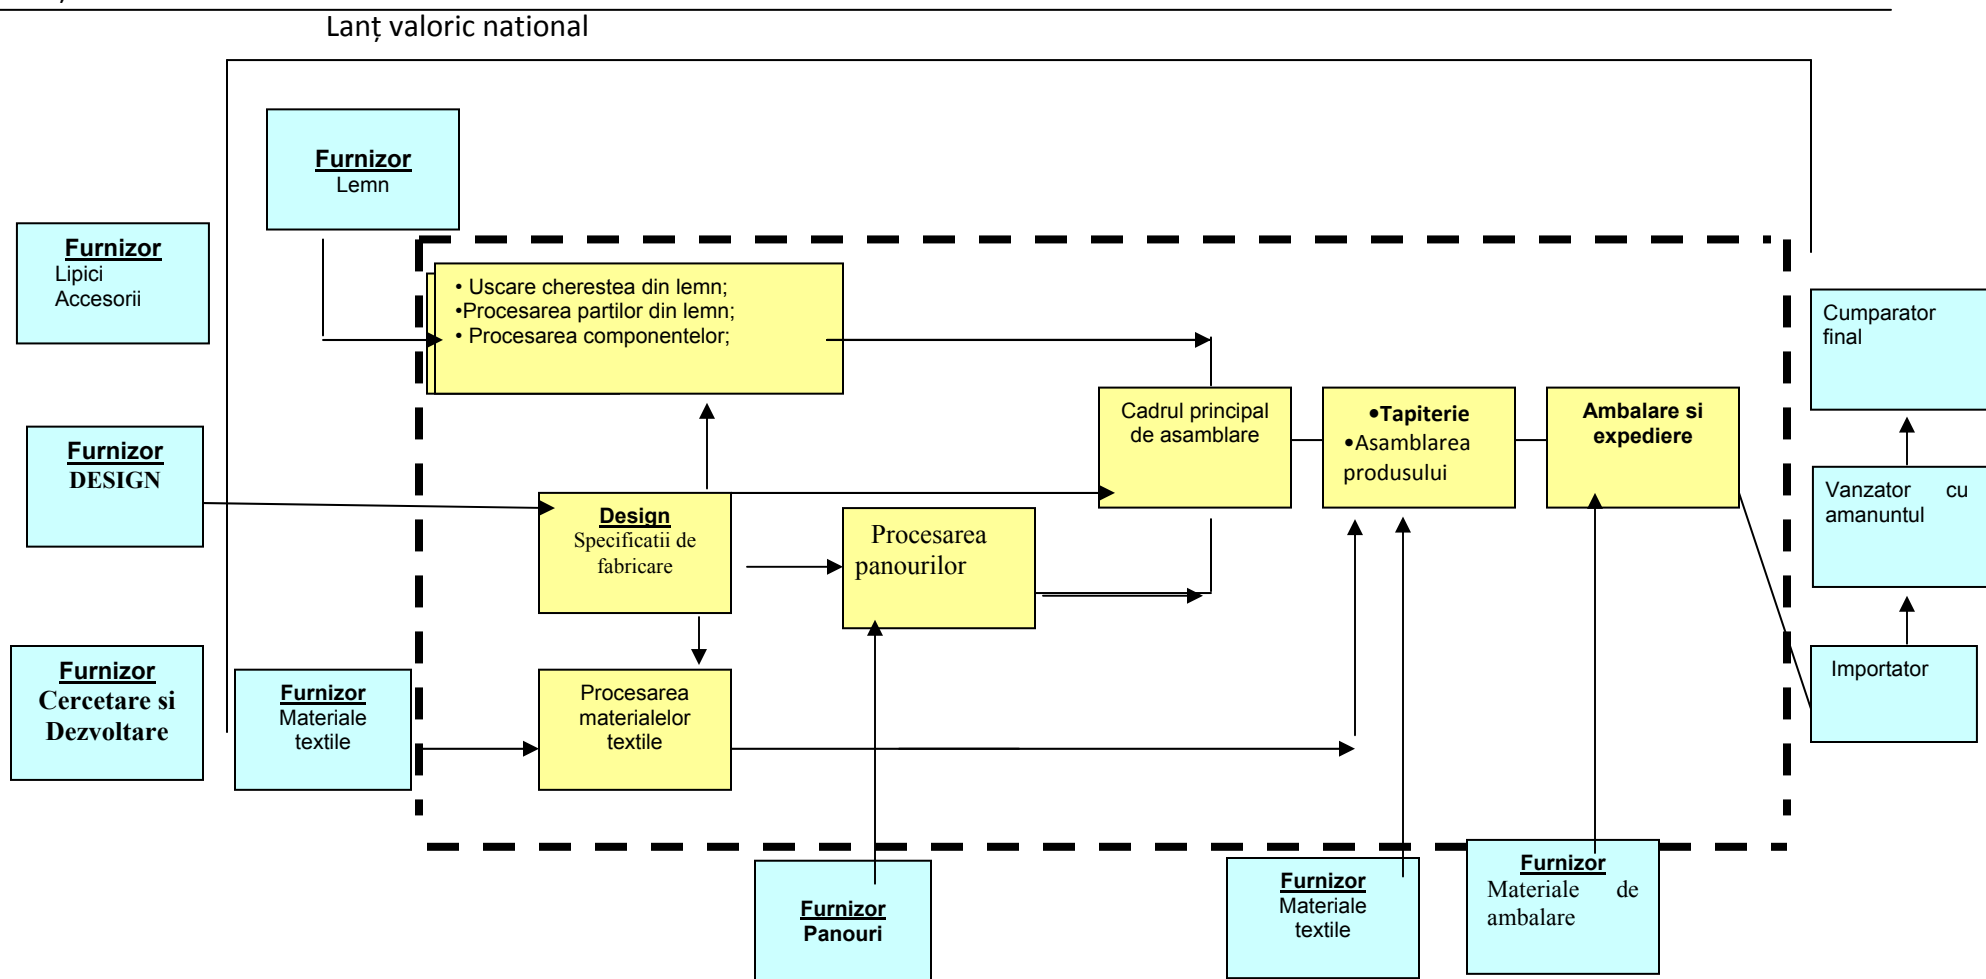 Lanț valoric national
Furnizor
Lemn
Furnizor
Lipici
Accesorii
• Uscare cherestea din lemn;
•Procesarea partilor din lemn;
• Procesarea componentelor;
Cumparator
final
Cadrul principal
de asamblare
•Tapiterie
•Asamblarea
produsului
Ambalare si
expediere
Furnizor
DESIGN
Vanzator cu
amanuntul
Design
Specificatii de
fabricare
Procesarea
panourilor
Furnizor
Cercetare si
Dezvoltare
Furnizor
Materiale
textile
Procesarea
materialelor
textile
Importator
Furnizor
Panouri
Furnizor
Materiale
textile
Furnizor
Materiale de
ambalare